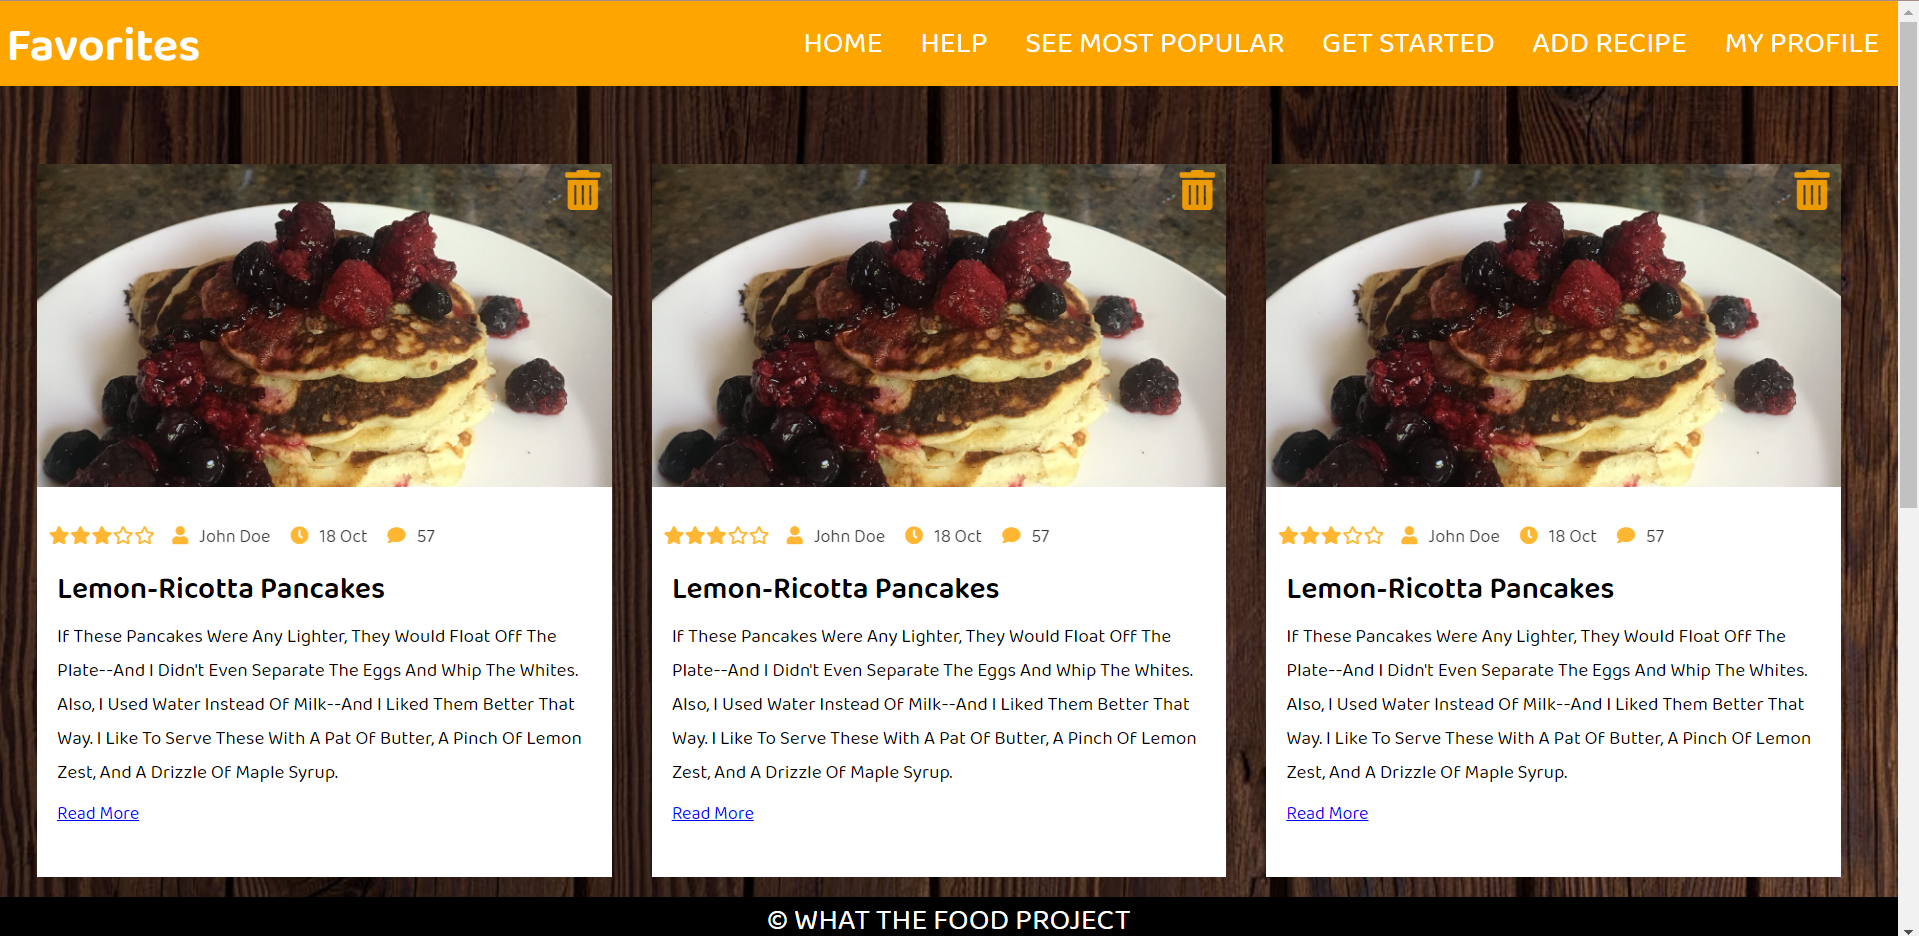 Favorites
HOME HELP SEE MOST POPULAR GET STARTED ADD RECIPE MY PROFILE
John Doe 18 Oct 57
Lemon-Ricotta Pancakes
If These Pancakes Were Any Lighter, They Would Float Off The
Plate--And I Didn't Even Separate The Eggs And Whip The Whites.
Also, I Used Water Instead Of Milk--And I Liked Them Better That
Way. I Like To Serve These With A Pat Of Butter, A Pinch Of Lemon
Zest, And A Drizzle Of Maple Syrup.
Read More
John Doe 18 Oct 57
Lemon-Ricotta Pancakes
If These Pancakes Were Any Lighter, They Would Float Off The
Plate--And I Didn't Even Separate The Eggs And Whip The Whites.
Also, I Used Water Instead Of Milk--And I Liked Them Better That
Way. I Like To Serve These With A Pat Of Butter, A Pinch Of Lemon
Zest, And A Drizzle Of Maple Syrup.
Read More
John Doe 18 Oct 57
Lemon-Ricotta Pancakes
If These Pancakes Were Any Lighter, They Would Float Off The
Plate--And I Didn't Even Separate The Eggs And Whip The Whites.
Also, I Used Water Instead Of Milk--And I Liked Them Better That
Way. I Like To Serve These With A Pat Of Butter, A Pinch Of Lemon
Zest, And A Drizzle Of Maple Syrup.
Read More
© WHAT THE FOOD PROJECT